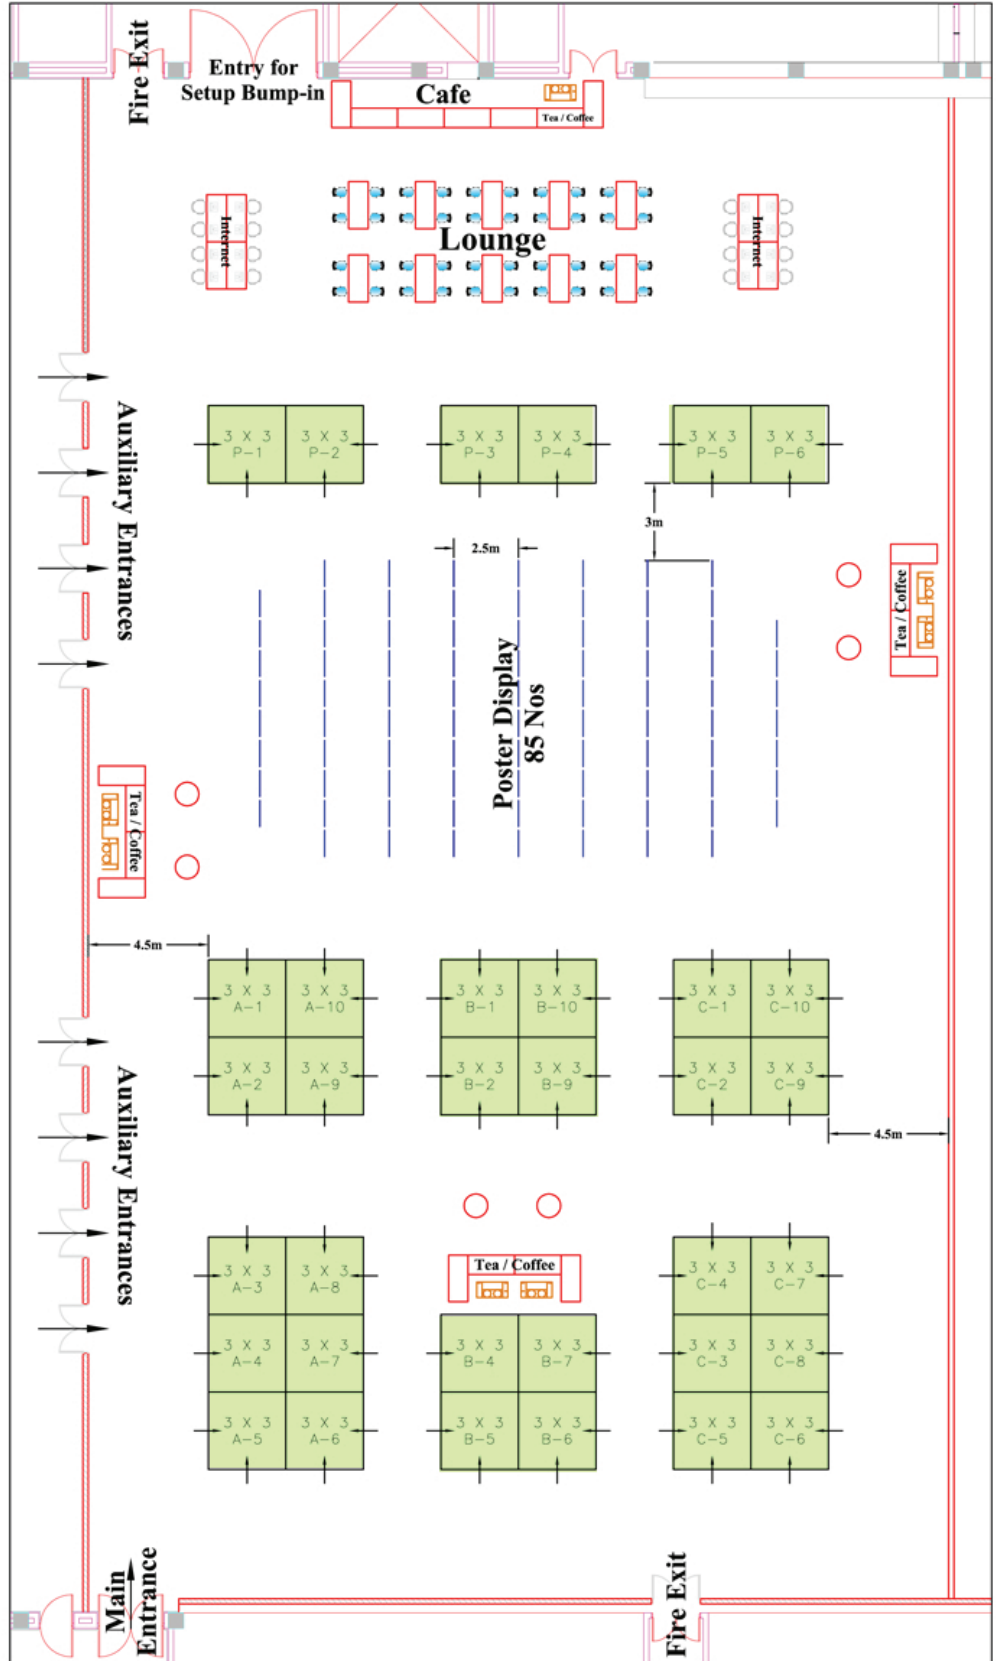 Fire Exit
Entry for
Setup Bump-in
Cafe
Tea / Coffee
Internet
Lounge
Internet
Auxiliary Entrances
3 X 3
P-1
3 X 3
P-2
3 X 3
P-3
3 X 3
P-4
3 X 3
P-5
3 X 3
P-6
3m
2.5m
Poster Display
85 Nos
Tea / Coffee
Tea / Coffee
4.5m
3 X 3
A-1
3 X 3
A-10
3 X 3
B-1
3 X 3
B-10
3 X 3
C-1
3 X 3
C-10
3 X 3
A-2
3 X 3
A-9
3 X 3
B-2
3 X 3
B-9
3 X 3
C-2
3 X 3
C-9
4.5m
Auxiliary Entrances
Tea / Coffee
3 X 3
A-3
3 X 3
A-8
3 X 3
C-4
3 X 3
C-7
3 X 3
A-4
3 X 3
A-7
3 X 3
B-4
3 X 3
B-7
3 X 3
C-3
3 X 3
C-8
3 X 3
A-5
3 X 3
A-6
3 X 3
B-5
3 X 3
B-6
3 X 3
C-5
3 X 3
C-6
Main
Entrance
Fire Exit